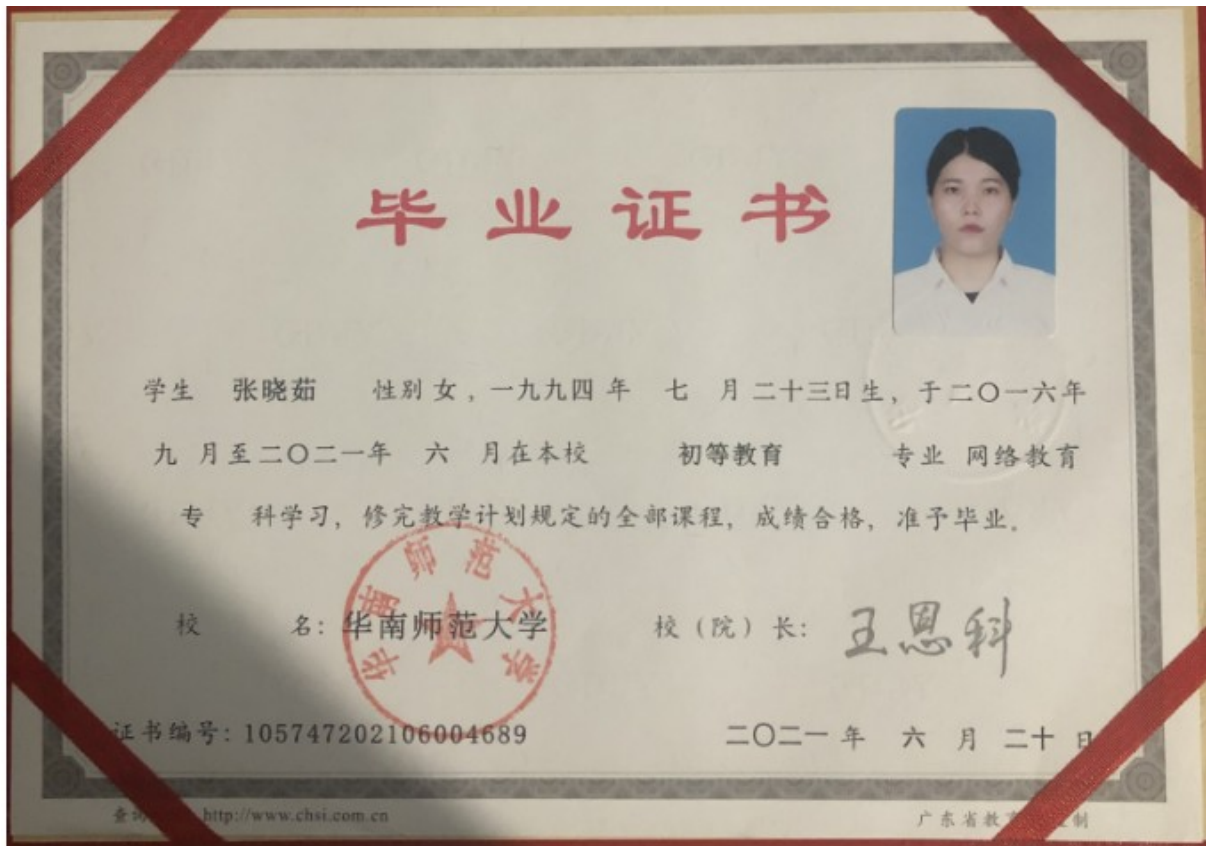 毕业证书
学生 张晓茹 性别 女，一九九四 年 七 月 二十三日生，于二〇一六年
九 月至二〇二一年 六 月在本校 初等教育 专业 网络教育
专 科学习，修完教学计划规定的全部课程，成绩合格，准予毕业。
校 名：华南师范大学 校（院）长：王恩科
华南师范大学
证书编号：105747202106004689 二〇二一 年 六 月 二十 日
查询 http://www.chsi.com.cn 广东省教 制